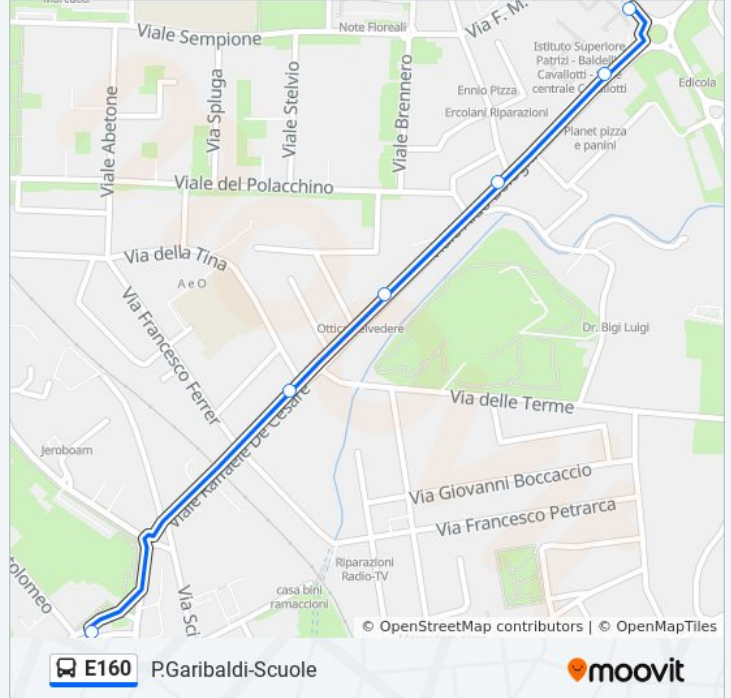 Viale Sempione
Note Floreali
Via F. M.
Istituto Superiore
Patrizi - Baldelli
Cavallotti -
centrale Cavallotti
Edicola
Ennio Pizza
Ercolani Riparazioni
Planet pizza
e panini
Viale Abetone
Via Spluga
Viale Stelvio
Viale Brennero
Viale del Polacchino
Via della Tina
A e O
Via Francesco Ferrer
Ottica Belvedere
Dr. Bigi Luigi
Via delle Terme
Viale Raffaele De Cesare
Jeroboam
Via Giovanni Boccaccio
Via Francesco Petrarca
Riparazioni
Radio-TV
casa bini
ramaccioni
tolomeo
Via Sci
© OpenStreetMap contributors | © OpenMapTiles
E160 P.Garibaldi-Scuole
moovit